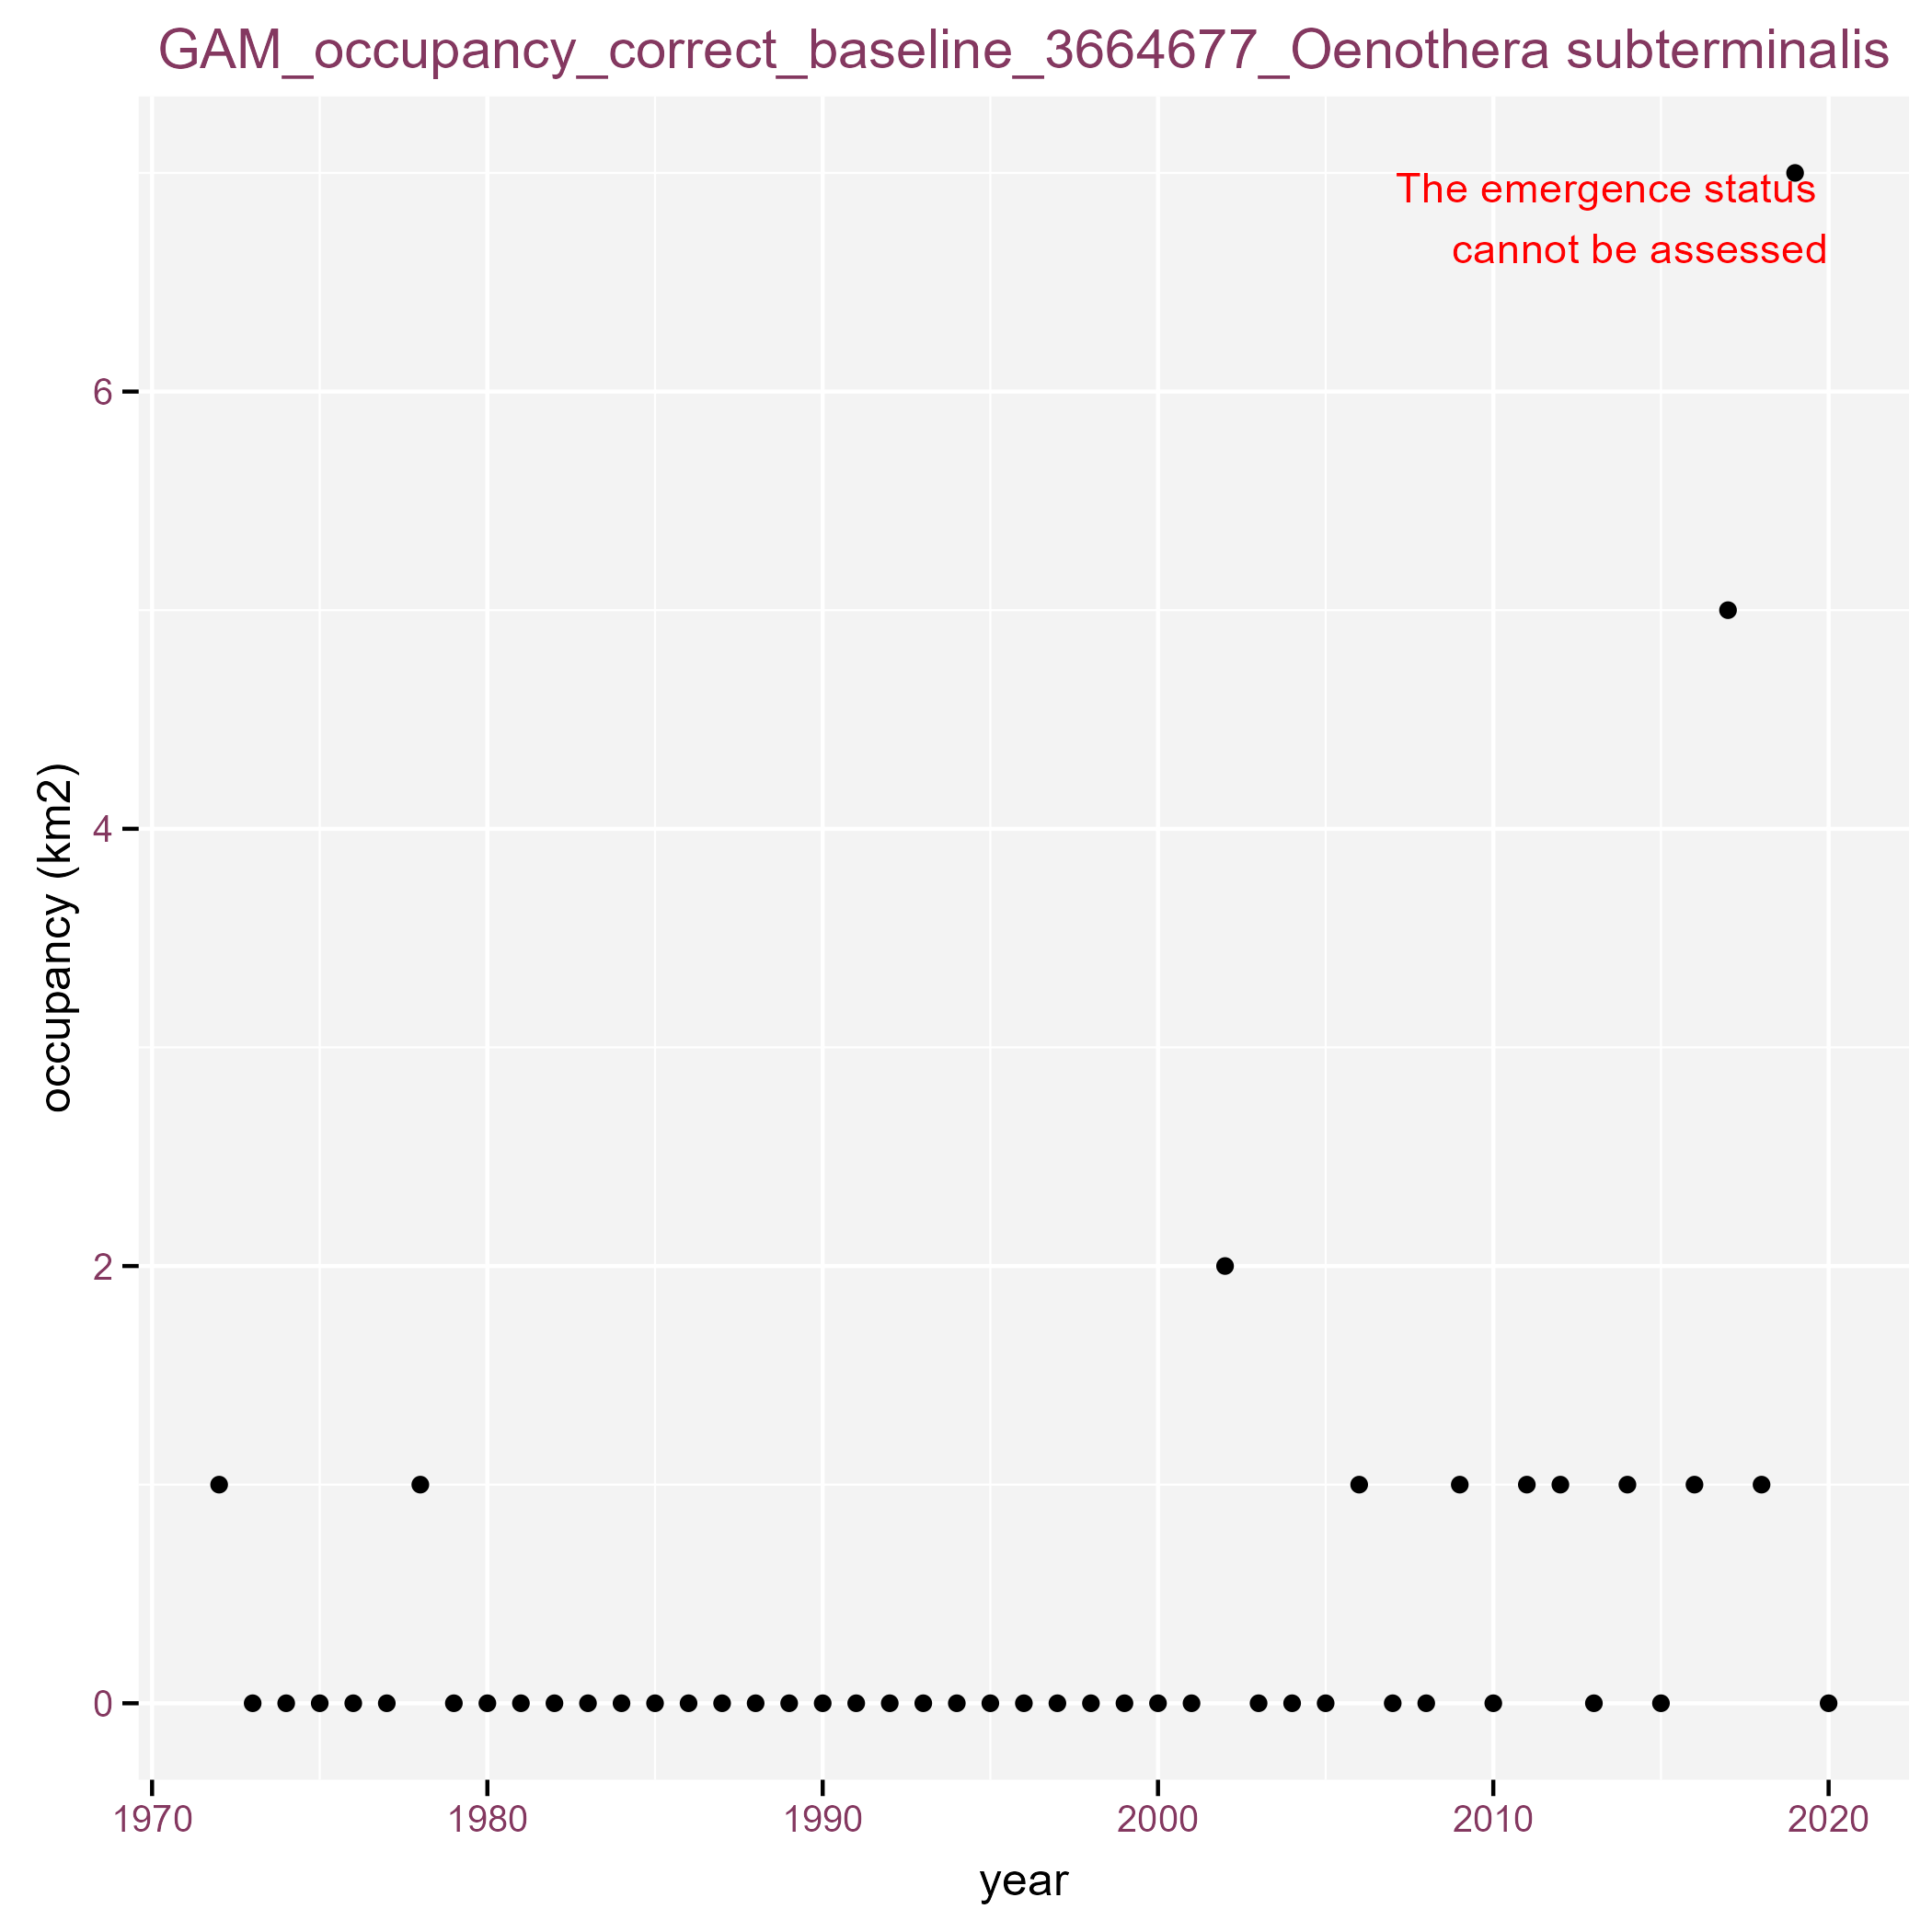 GAM_occupancy_correct_baseline_3664677_Oenothera subterminalis
The emergence status
cannot be assessed
6
4
2
0
occupancy (km2)
1970 1980 1990 2000 2010 2020
year